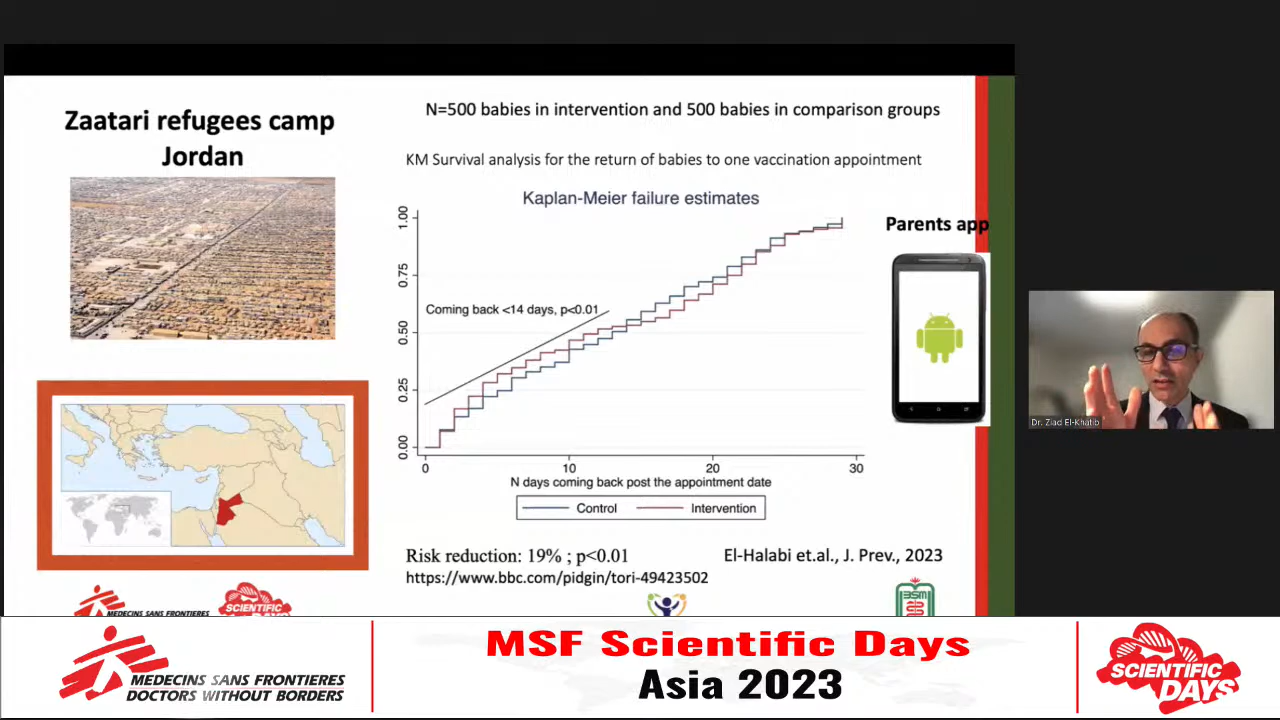 Zaatari refugees camp
Jordan
N=500 babies in intervention and 500 babies in comparison groups
KM Survival analysis for the return of babies to one vaccination appointment
Kaplan-Meier failure estimates
1.00
0.75
0.50
0.25
0.00
Coming back <14 days, p<0.01
0
10
20
30
N days coming back post the appointment date
Control
Intervention
Parents app
Risk reduction: 19% ; p<0.01
El-Halabi et.al., J. Prev., 2023
https://www.bbc.com/pidgin/tori-49423502
MEDECINS SANS FRONTIERES
SCIENTIFIC
Dr. Ziad El-Khatib
MEDECINS SANS FRONTIERES
DOCTORS WITHOUT BORDERS
MSF Scientific Days
Asia 2023
SCIENTIFIC
DAYS